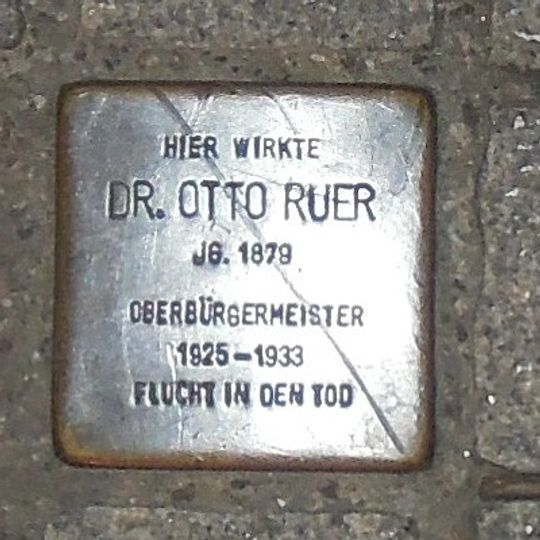 HIER WIRKTE
DR. OTTO RUER
JG. 1879
OBERBÜRGERMEISTER
1925–1933
FLUCHT IN DEN TOD